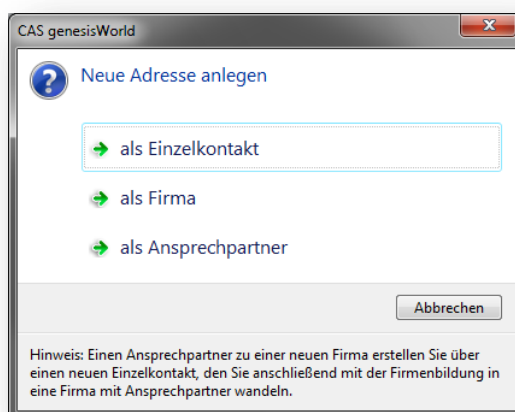 CAS genesisWorld
Neue Adresse anlegen
als Einzelkontakt
als Firma
als Ansprechpartner
Abbrechen
Hinweis: Einen Ansprechpartner zu einer neuen Firma erstellen Sie über
einen neuen Einzelkontakt, den Sie anschließend mit der Firmenbildung in
eine Firma mit Ansprechpartner wandeln.